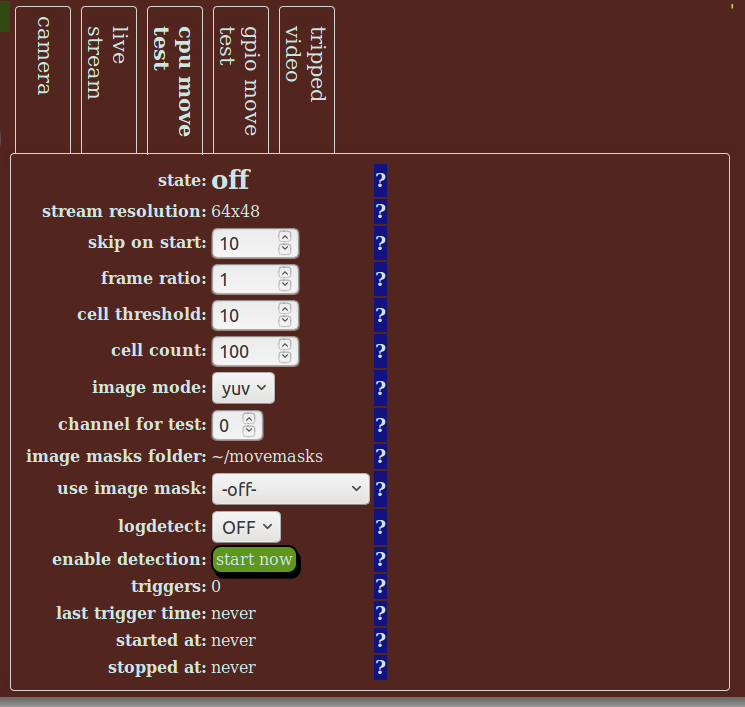 camera
live
stream
cpu move
test
gpio move
test
tripped
video
state: off ?
stream resolution: 64x48 ?
skip on start: 10 ?
frame ratio: 1 ?
cell threshold: 10 ?
cell count: 100 ?
image mode: yuv ?
channel for test: 0 ?
image masks folder: ~/movemasks ?
use image mask: -off- ?
logdetect: OFF ?
enable detection: start now ?
triggers: 0 ?
last trigger time: never ?
started at: never ?
stopped at: never ?